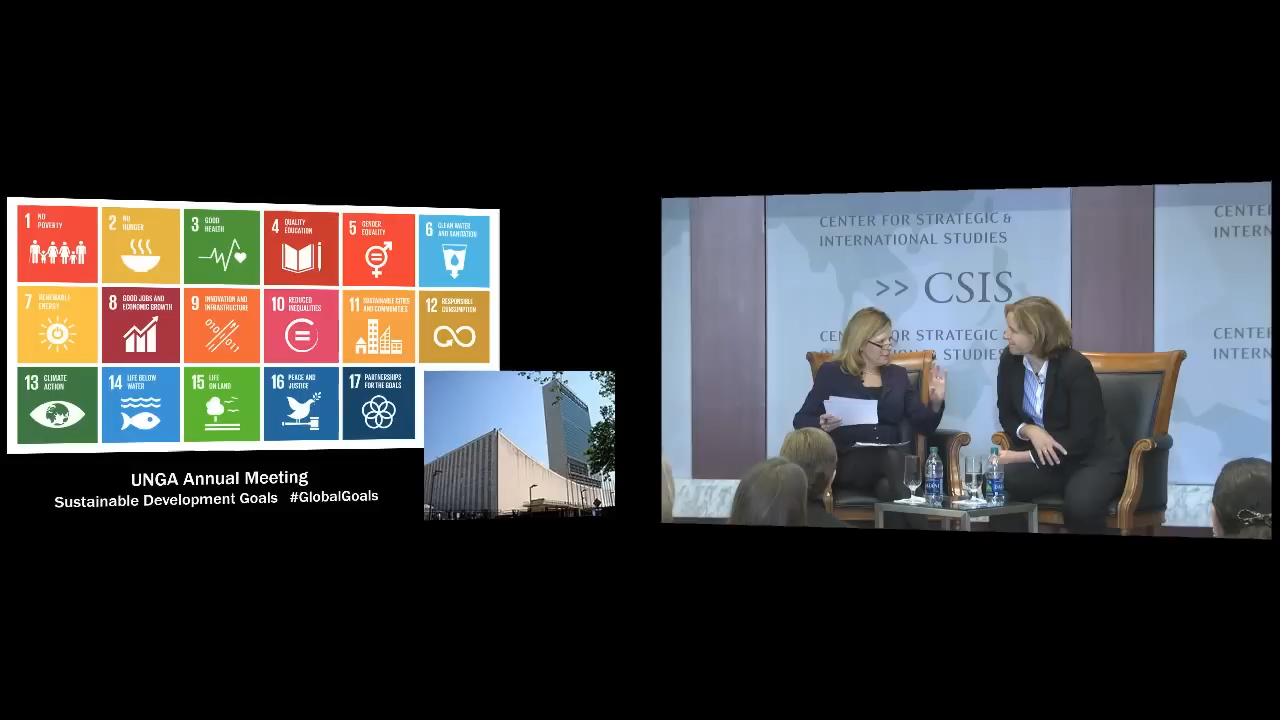 1 NO
POVERTY
2 NO
HUNGER
3 GOOD
HEALTH
4 QUALITY
EDUCATION
5 GENDER
EQUALITY
6 CLEAN WATER
AND SANITATION
7 RENEWABLE
ENERGY
8 GOOD JOBS AND
ECONOMIC GROWTH
9 INNOVATION AND
INFRASTRUCTURE
10 REDUCED
INEQUALITIES
11 SUSTAINABLE CITIES
AND COMMUNITIES
12 RESPONSIBLE
CONSUMPTION
13 CLIMATE
ACTION
14 LIFE BELOW
WATER
15 LIFE
ON LAND
16 PEACE AND
JUSTICE
17 PARTNERSHIPS
FOR THE GOALS
UNGA Annual Meeting
Sustainable Development Goals #GlobalGoals
CENTER FOR STRATEGIC &
INTERNATIONAL STUDIES
>> CSIS
CENTER FOR STRATEGIC
STUDIES
CENTE
INTERN
CENTE
INTERN